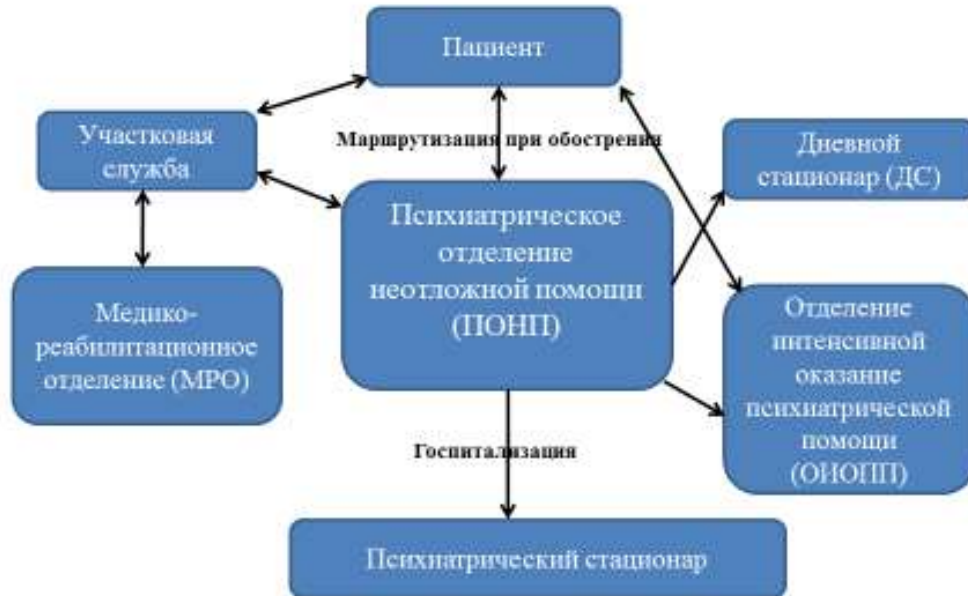 Пациент
Участковая
служба
Маршрутизация при обострения
Дневной
стационар (ДС)
Психиатрическое
отделение
неотложной помощи
(ПОНП)
Медико-
реабилитационное
отделение (МРО)
Отделение
интенсивной
оказание
психиатрической
помощи
(ОИОПП)
Госпитализация
Психиатрический стационар